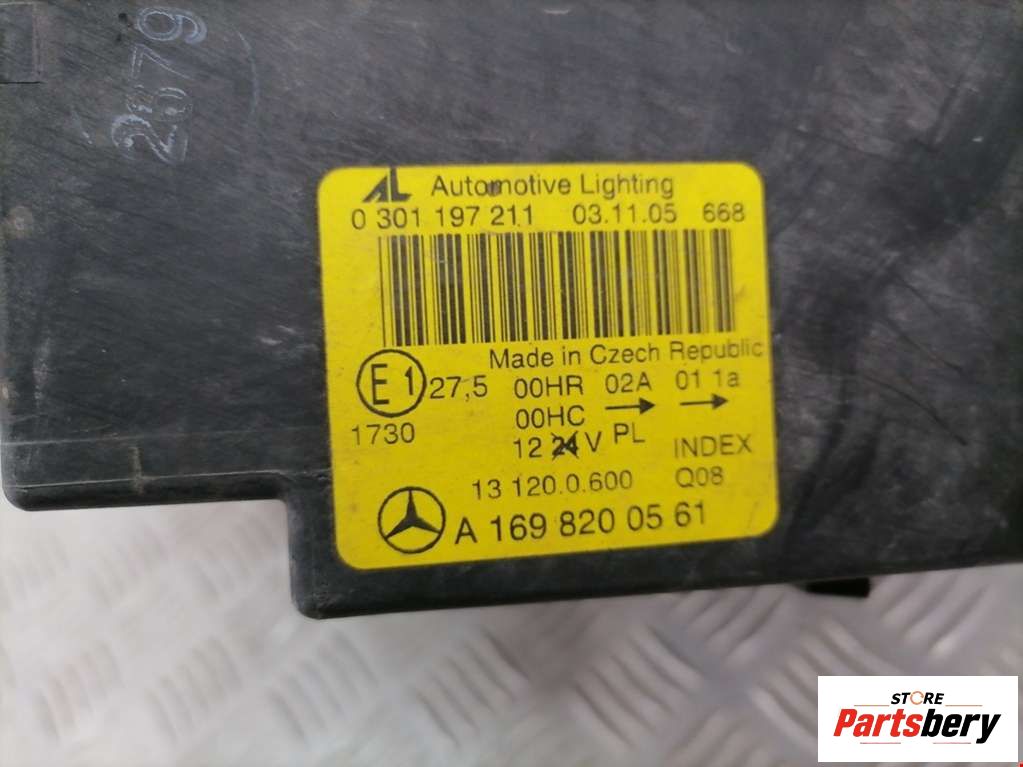 2879
AL Automotive Lighting
0 301 197 211 03.11.05 668
Made in Czech Republic
E1 27,5 00HR 02A 01 1a
1730 00HC → →
12 24 V PL INDEX
13 120.0.600 Q08
A 169 820 05 61
STORE
Partsbery